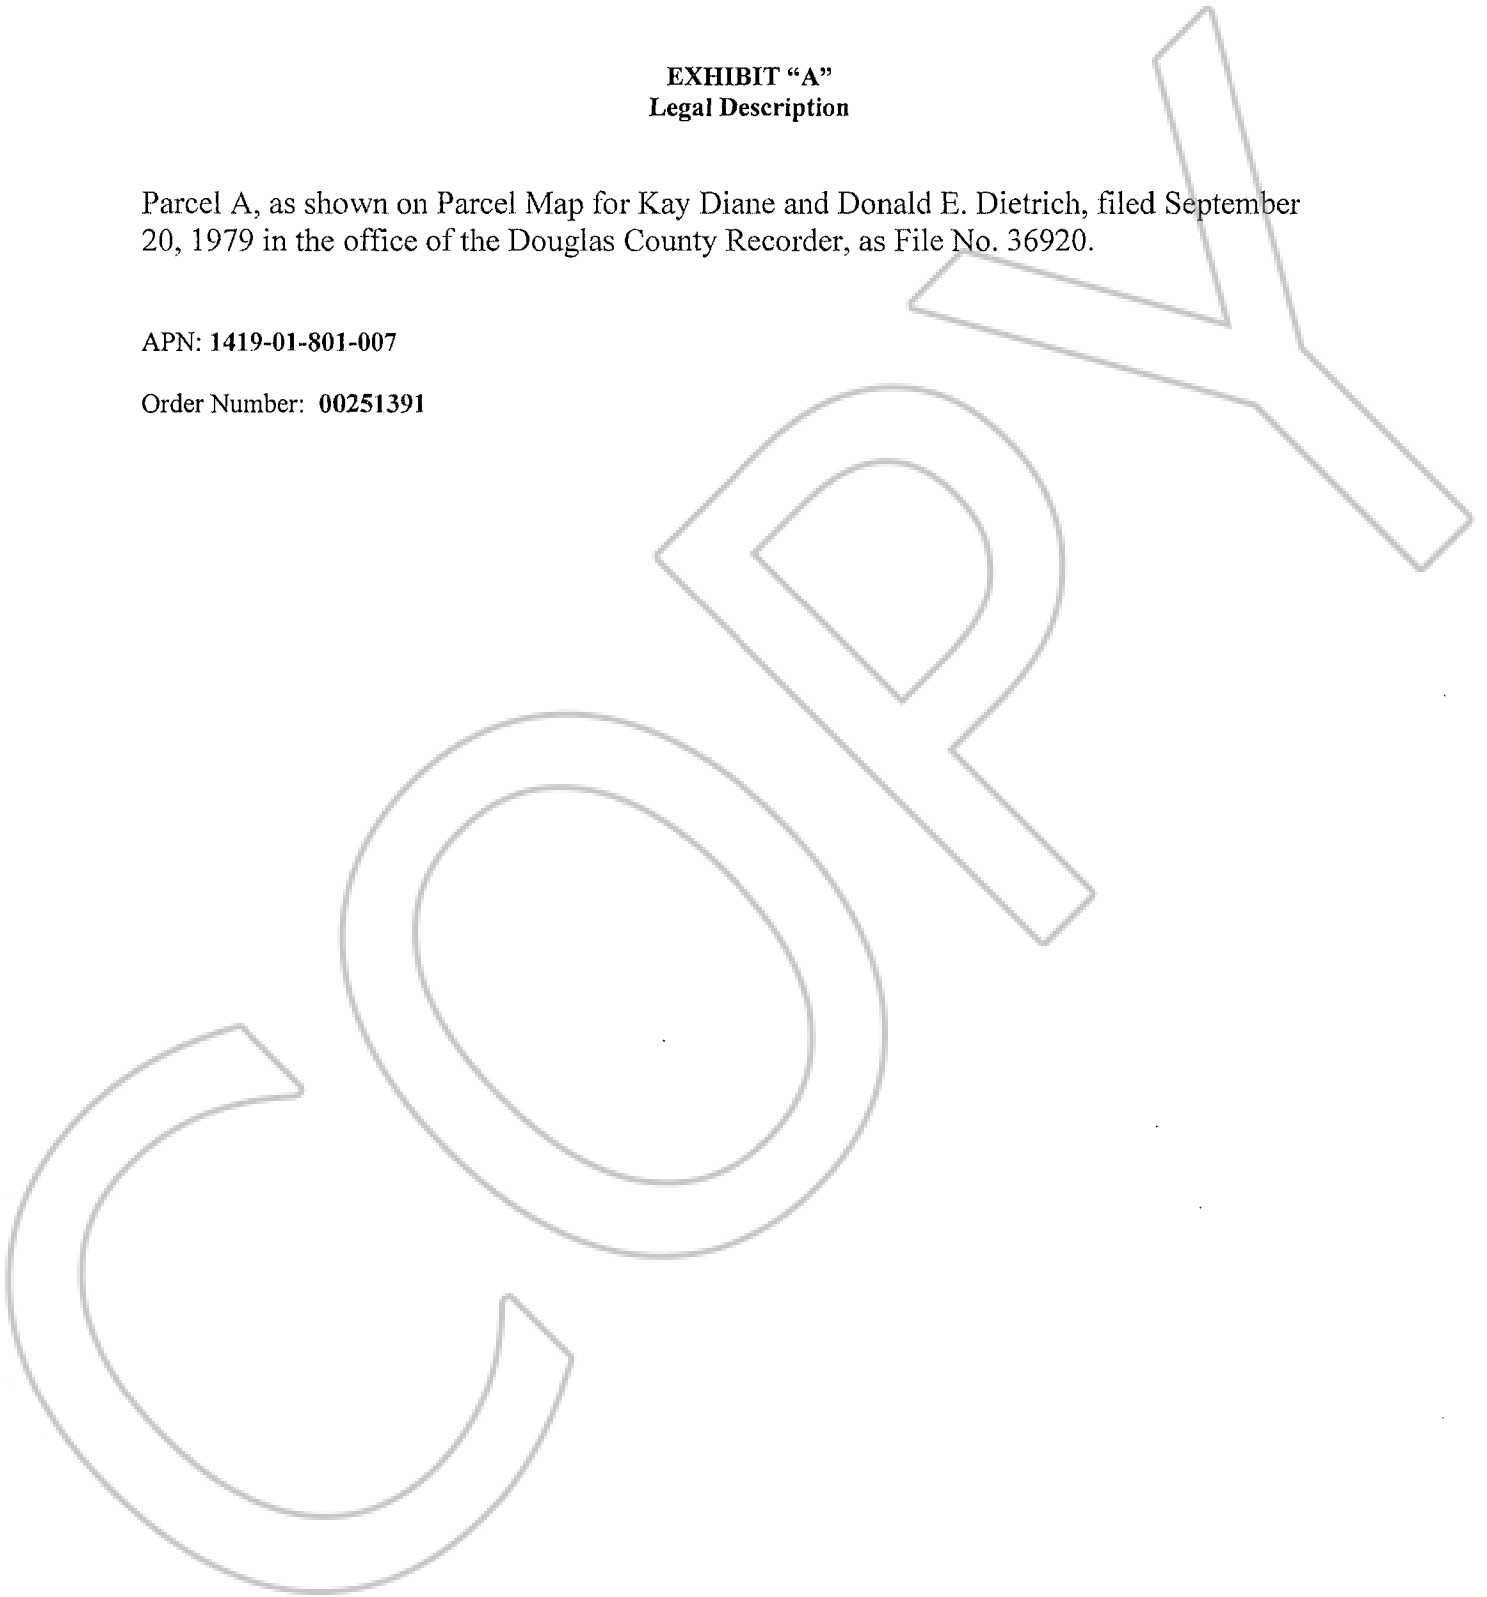 EXHIBIT “A”
Legal Description
Parcel A, as shown on Parcel Map for Kay Diane and Donald E. Dietrich, filed September
20, 1979 in the office of the Douglas County Recorder, as File No. 36920.
APN: 1419-01-801-007
Order Number: 00251391
COPY